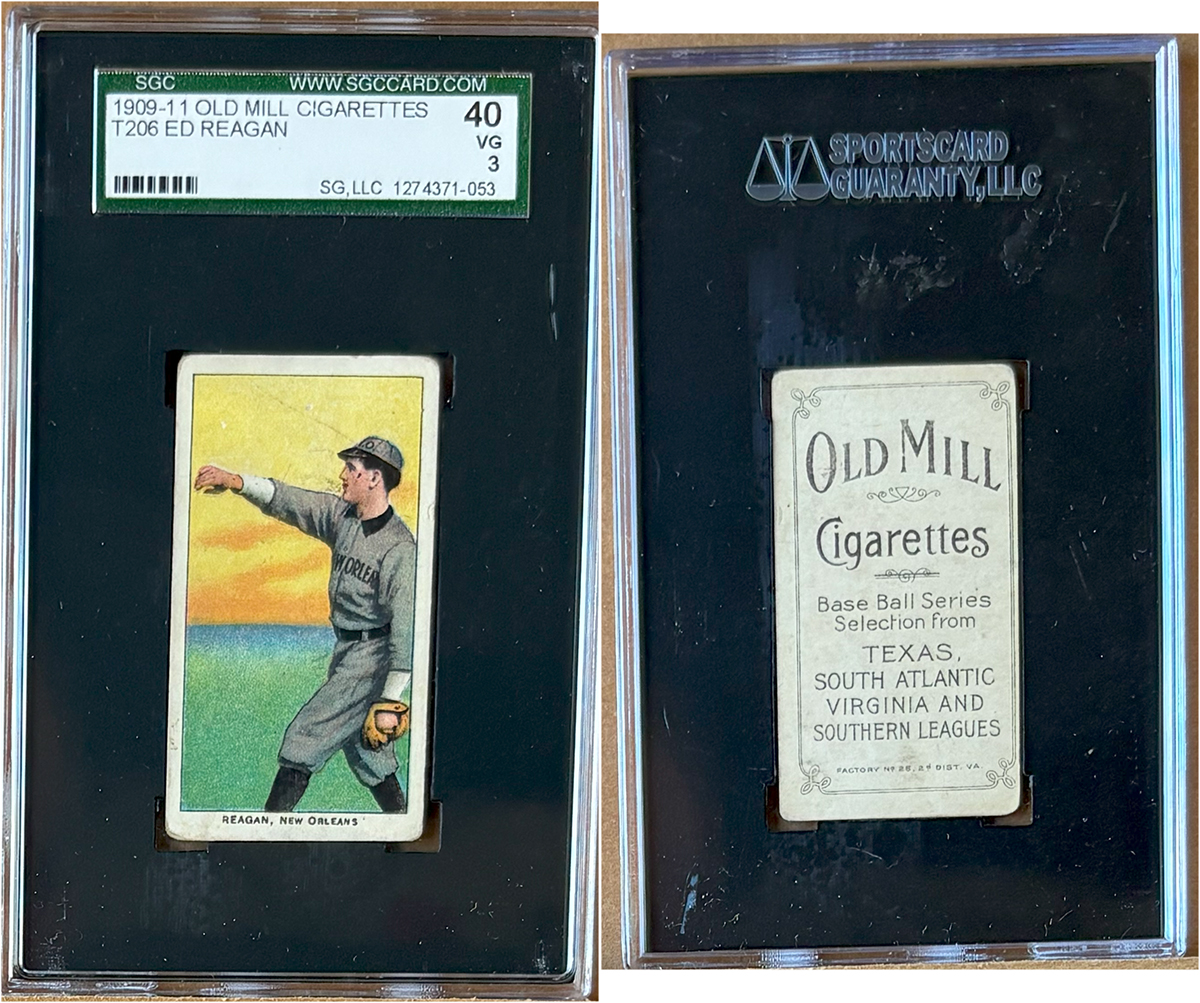 SGC WWW.SGCCARD.COM
1909-11 OLD MILL CIGARETTES 40
T206 ED REAGAN VG
3
SG, LLC 1274371-053
N.O.
W.ORLEA
REAGAN, NEW ORLEANS
SPORTSCARD
GUARANTY, LLC
OLD MILL
Cigarettes
Base Ball Series
Selection from
TEXAS,
SOUTH ATLANTIC
VIRGINIA AND
SOUTHERN LEAGUES
FACTORY Nº 25, 2ᵈ DIST. VA.